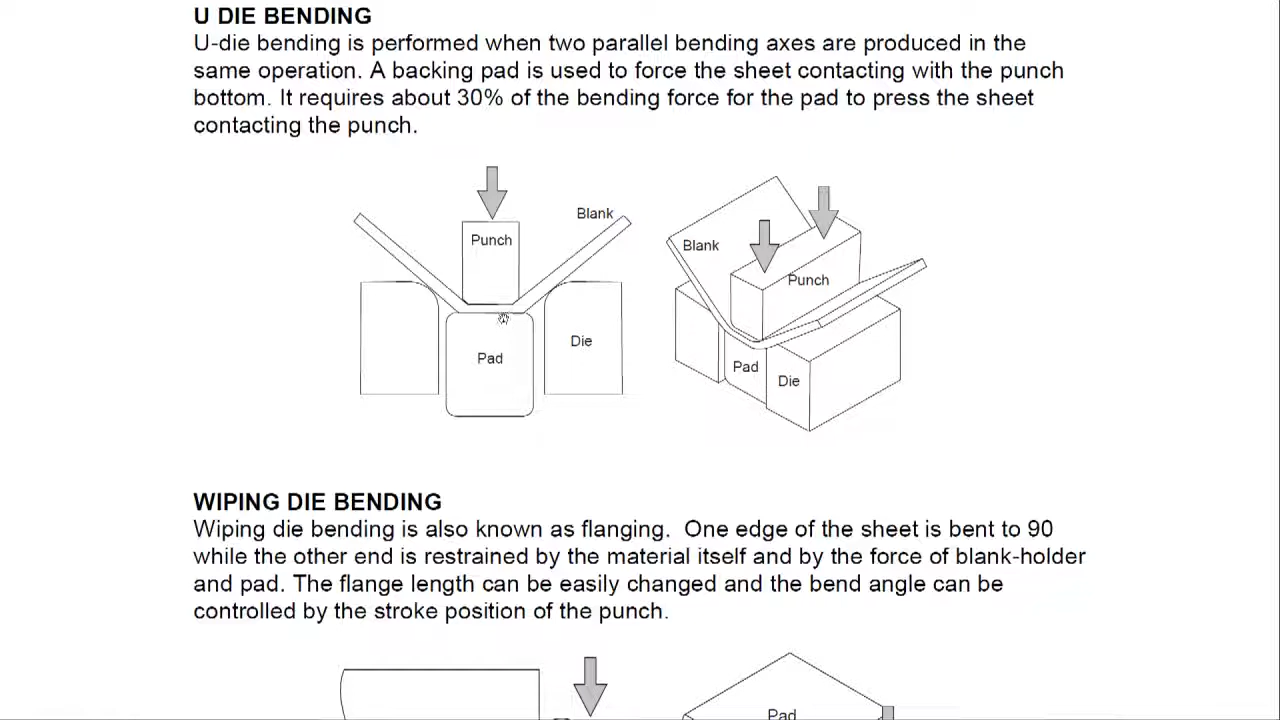 U DIE BENDING
U-die bending is performed when two parallel bending axes are produced in the
same operation. A backing pad is used to force the sheet contacting with the punch
bottom. It requires about 30% of the bending force for the pad to press the sheet
contacting the punch.
Blank
Punch
Die
Pad
Blank
Punch
Pad
Die
WIPING DIE BENDING
Wiping die bending is also known as flanging.  One edge of the sheet is bent to 90
while the other end is restrained by the material itself and by the force of blank-holder
and pad. The flange length can be easily changed and the bend angle can be
controlled by the stroke position of the punch.
Pad